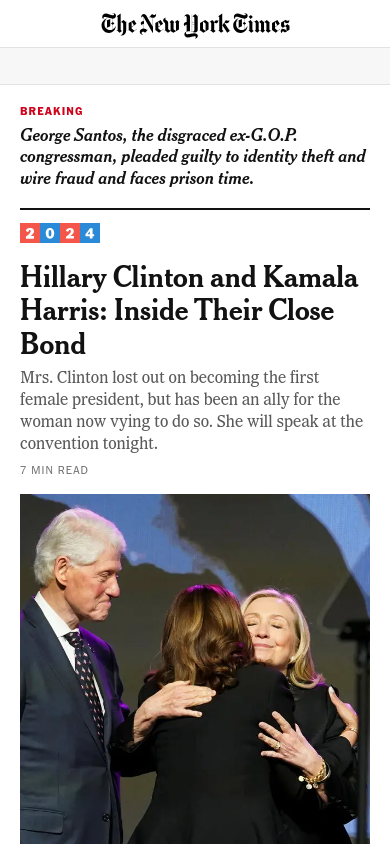 The New York Times
BREAKING
George Santos, the disgraced ex-G.O.P.
congressman, pleaded guilty to identity theft and
wire fraud and faces prison time.
2024
Hillary Clinton and Kamala
Harris: Inside Their Close
Bond
Mrs. Clinton lost out on becoming the first
female president, but has been an ally for the
woman now vying to do so. She will speak at the
convention tonight.
7 MIN READ